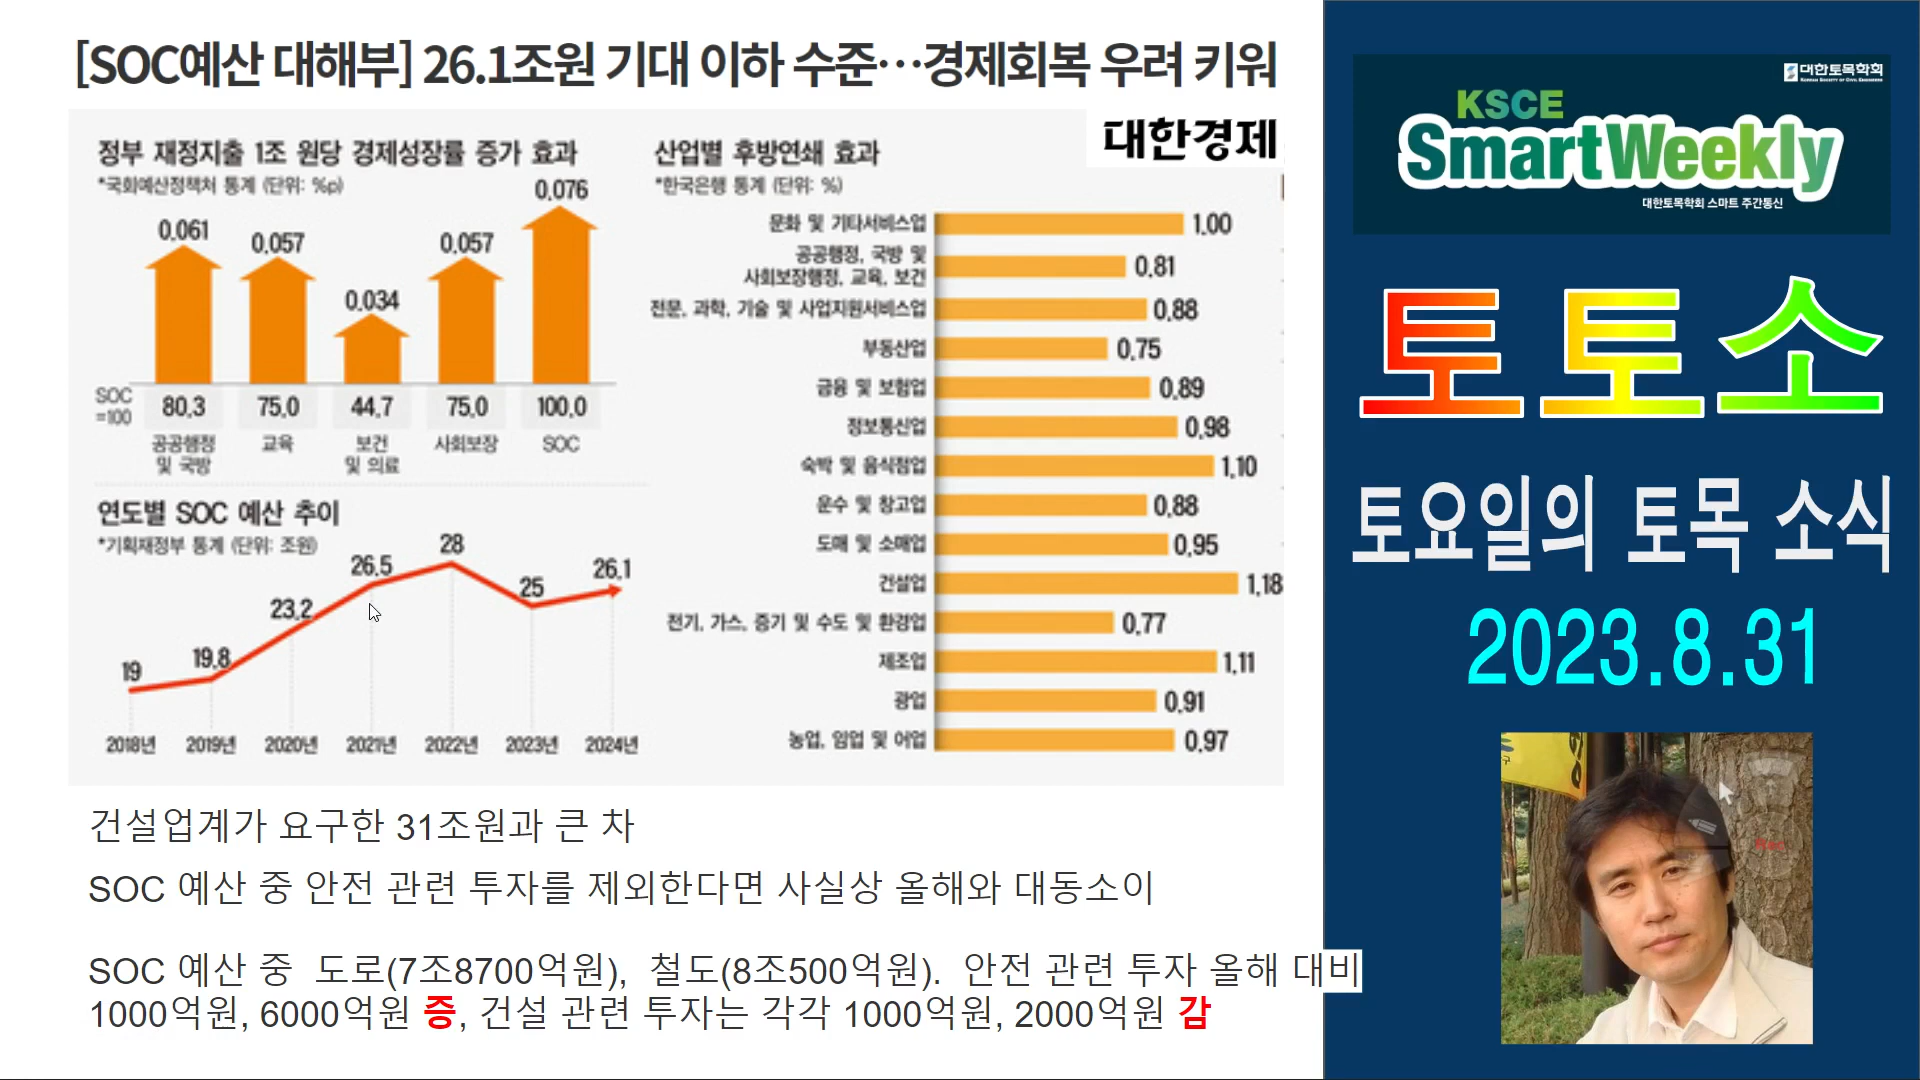 [SOC예산 대해부] 26.1조원 기대 이하 수준…경제회복 우려 키워
대한경제
정부 재정지출 1조 원당 경제성장률 증가 효과
*국회예산정책처 통계 (단위: %p)
0.061
0.057
0.034
0.057
0.076
SOC
=100
80.3
75.0
44.7
75.0
100.0
공공행정
및 국방
교육
보건
및 의료
사회보장
SOC
연도별 SOC 예산 추이
*기획재정부 통계 (단위: 조원)
19
19.8
23.2
26.5
28
25
26.1
2018년
2019년
2020년
2021년
2022년
2023년
2024년
산업별 후방연쇄 효과
*한국은행 통계 (단위: %)
문화 및 기타서비스업 1.00
공공행정, 국방 및
사회보장행정, 교육, 보건 0.81
전문, 과학, 기술 및 사업지원서비스업 0.88
부동산업 0.75
금융 및 보험업 0.89
정보통신업 0.98
숙박 및 음식점업 1.10
운수 및 창고업 0.88
도매 및 소매업 0.95
건설업 1.18
전기, 가스, 증기 및 수도 및 환경업 0.77
제조업 1.11
광업 0.91
농업, 임업 및 어업 0.97
건설업계가 요구한 31조원과 큰 차
SOC 예산 중 안전 관련 투자를 제외한다면 사실상 올해와 대동소이
SOC 예산 중 도로(7조8700억원), 철도(8조500억원). 안전 관련 투자 올해 대비
1000억원, 6000억원 증, 건설 관련 투자는 각각 1000억원, 2000억원 감
대한토목학회
KOREAN SOCIETY OF CIVIL ENGINEERS
KSCE
SmartWeekly
대한토목학회 스마트 주간통신
토토소
토요일의 토목 소식
2023.8.31